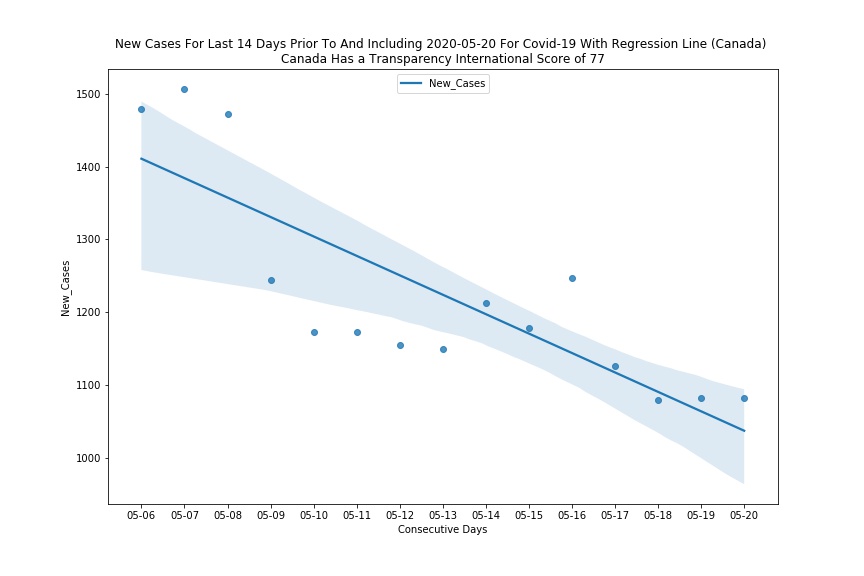 New Cases For Last 14 Days Prior To And Including 2020-05-20 For Covid-19 With Regression Line (Canada)
Canada Has a Transparency International Score of 77
New_Cases
1500
1400
1300
1200
1100
1000
New_Cases
05-06 05-07 05-08 05-09 05-10 05-11 05-12 05-13 05-14 05-15 05-16 05-17 05-18 05-19 05-20
Consecutive Days